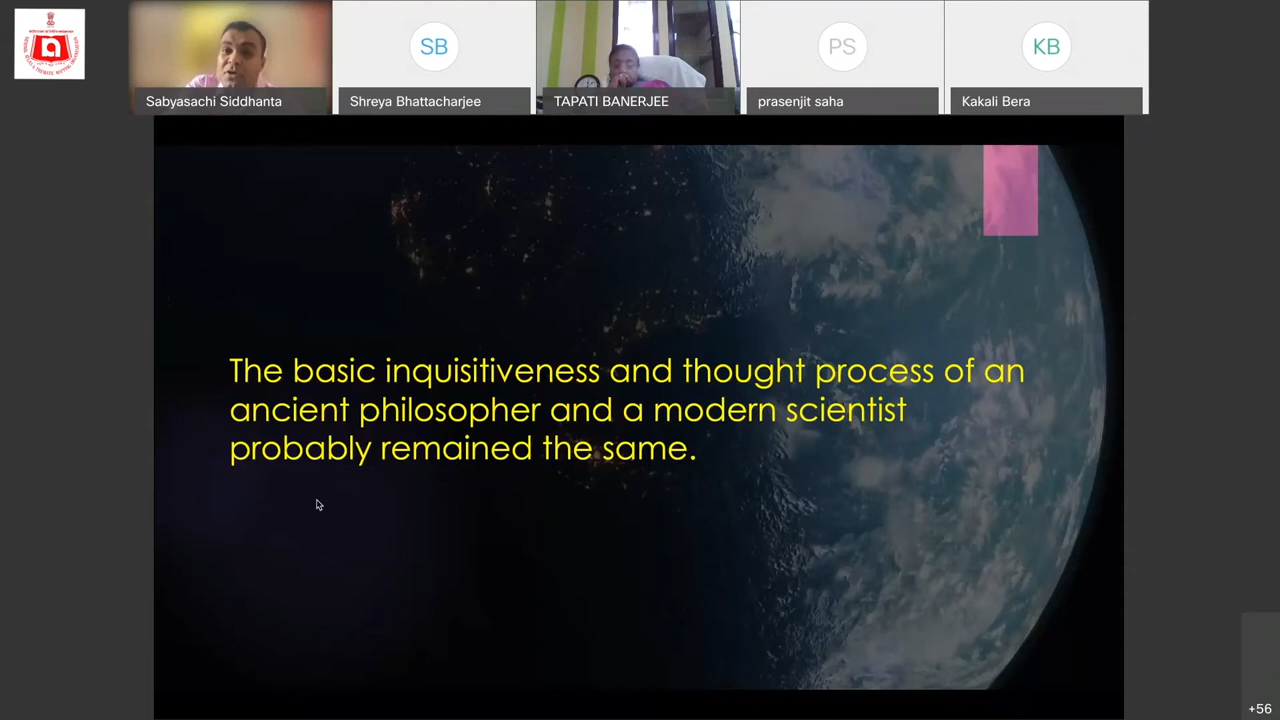 SB
PS
KB
Sabyasachi Siddhanta
Shreya Bhattacharjee
TAPATI BANERJEE
prasenjit saha
Kakali Bera
The basic inquisitiveness and thought process of an
ancient philosopher and a modern scientist
probably remained the same.
+56